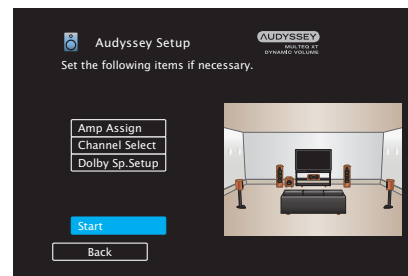 Audyssey Setup
AUDYSSEY
MULTEQ XT
DYNAMIC VOLUME
Set the following items if necessary.
Amp Assign
Channel Select
Dolby Sp.Setup
Start
Back